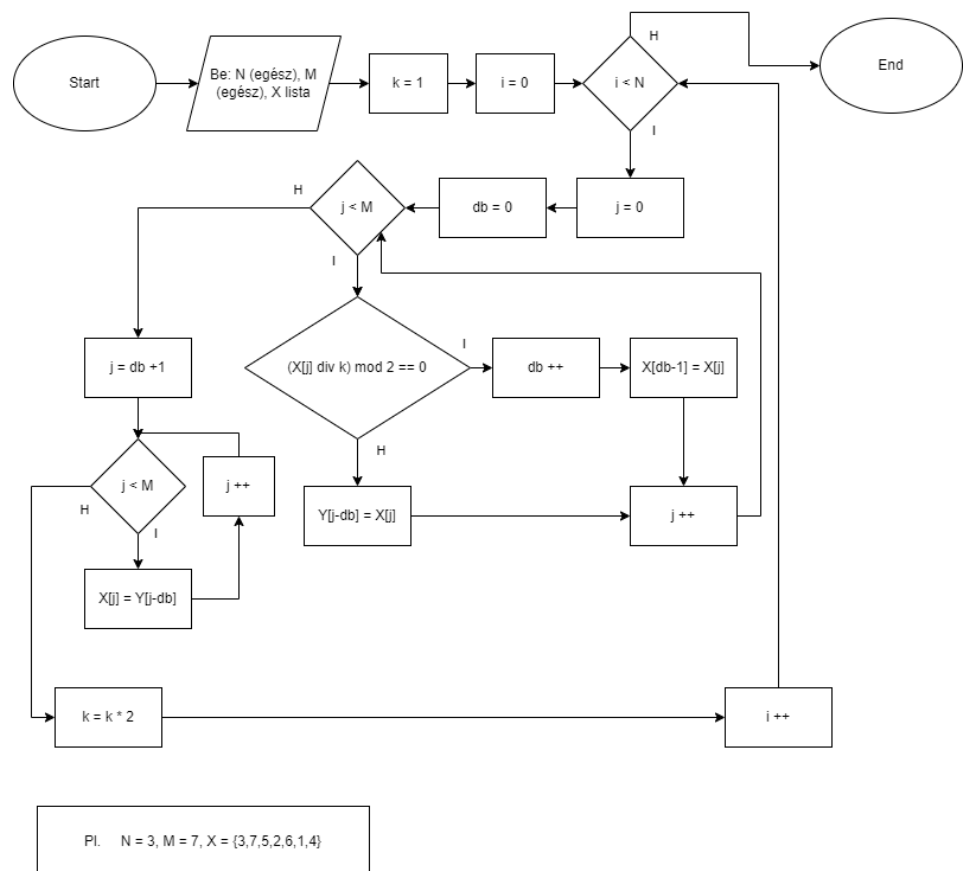 Start
Be: N (egész), M
(egész), X lista
k = 1
i = 0
i < N
H
End
I
j = 0
db = 0
j < M
H
I
(X[j] div k) mod 2 == 0
I
db ++
X[db-1] = X[j]
H
Y[j-db] = X[j]
j ++
j = db +1
j < M
j ++
H
I
X[j] = Y[j-db]
k = k * 2
i ++
Pl. N = 3, M = 7, X = {3,7,5,2,6,1,4}